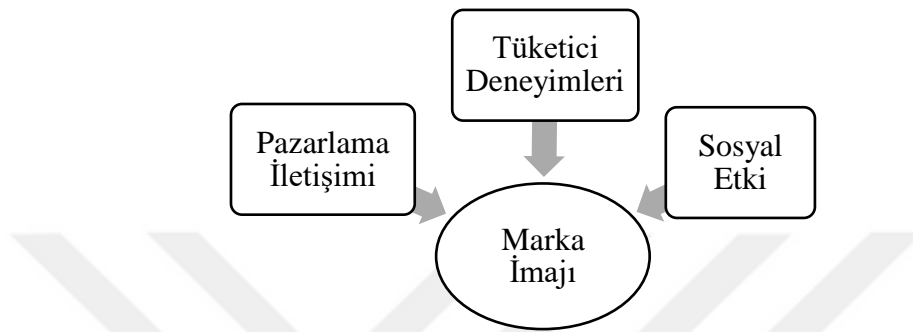 Tüketici
Deneyimleri
Pazarlama
İletişimi
Sosyal
Etki
Marka
İmajı